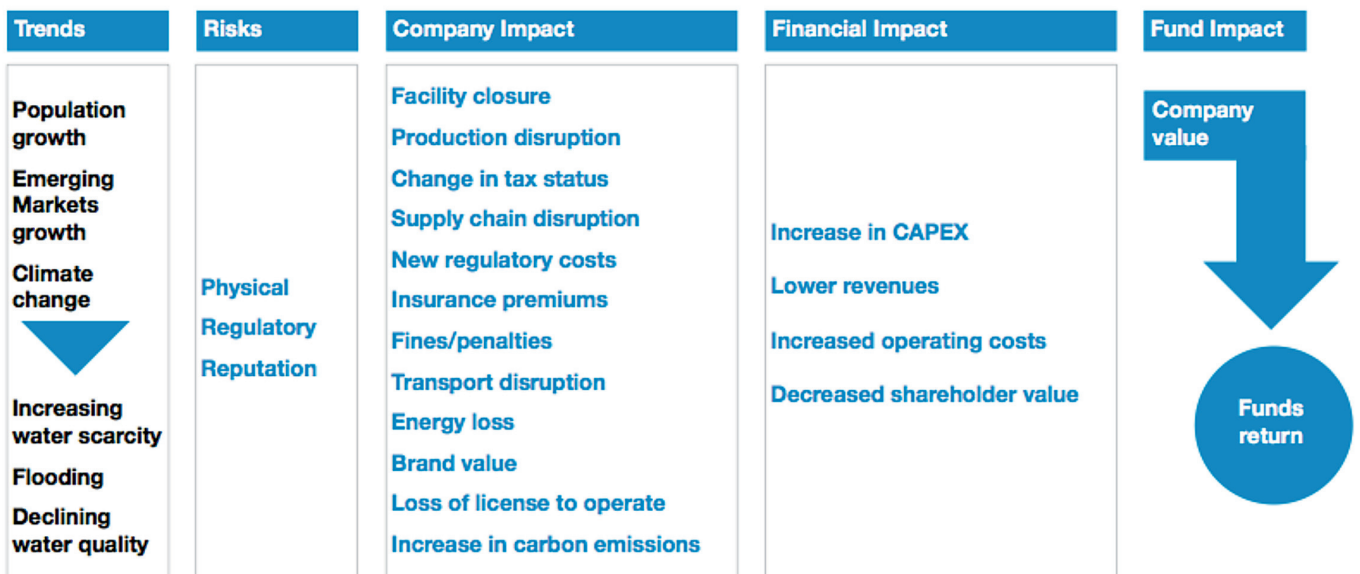 Trends
Risks
Company Impact
Financial Impact
Fund Impact
Population
growth
Emerging
Markets
growth
Climate
change
Increasing
water scarcity
Flooding
Declining
water quality
Physical
Regulatory
Reputation
Facility closure
Production disruption
Change in tax status
Supply chain disruption
New regulatory costs
Insurance premiums
Fines/penalties
Transport disruption
Energy loss
Brand value
Loss of license to operate
Increase in carbon emissions
Increase in CAPEX
Lower revenues
Increased operating costs
Decreased shareholder value
Company
value
Funds
return